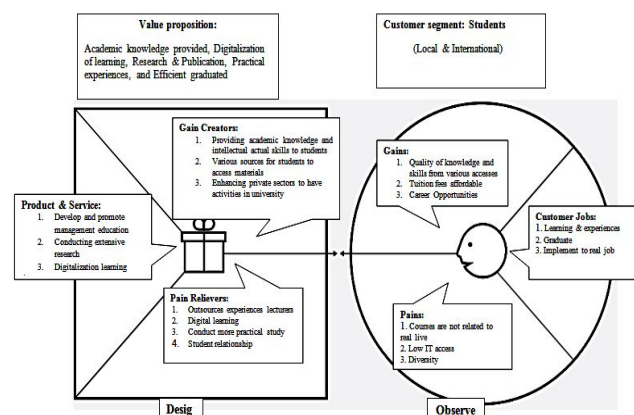 Value proposition:
Academic knowledge provided, Digitalization
of learning, Research & Publication, Practical
experiences, and Efficient graduated
Customer segment: Students
(Local & International)
Gain Creators:
1. Providing academic knowledge and
intellectual actual skills to students
2. Various sources for students to
access materials
3. Enhancing private sectors to have
activities in university
Gains:
1. Quality of knowledge and
skills from various accesses
2. Tuition fees affordable
3. Career Opportunities
Product & Service:
1. Develop and promote
management education
2. Conducting extensive
research
3. Digitalization learning
Customer Jobs:
1. Learning & experiences
2. Graduate
3. Implement to real job
Pain Relievers:
1. Outsources experiences lecturers
2. Digital learning
3. Conduct more practical study
4. Student relationship
Pains:
1. Courses are not related to
real live
2. Low IT access
3. Diversity
Desig
Observe